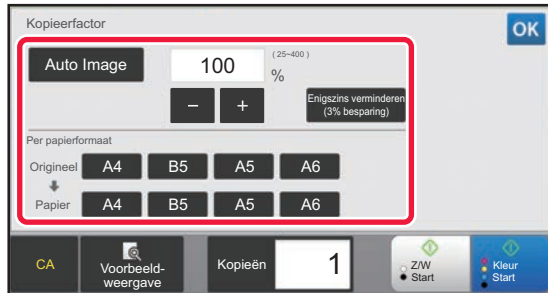 Kopieerfactor
OK
Auto Image
100
(25~400)
%
−
+
Enigszins verminderen
(3% besparing)
Per papierformaat
Origineel A4 B5 A5 A6
Papier A4 B5 A5 A6
CA
Voorbeeld-
weergave
Kopieën
1
Z/W
Start
Kleur
Start